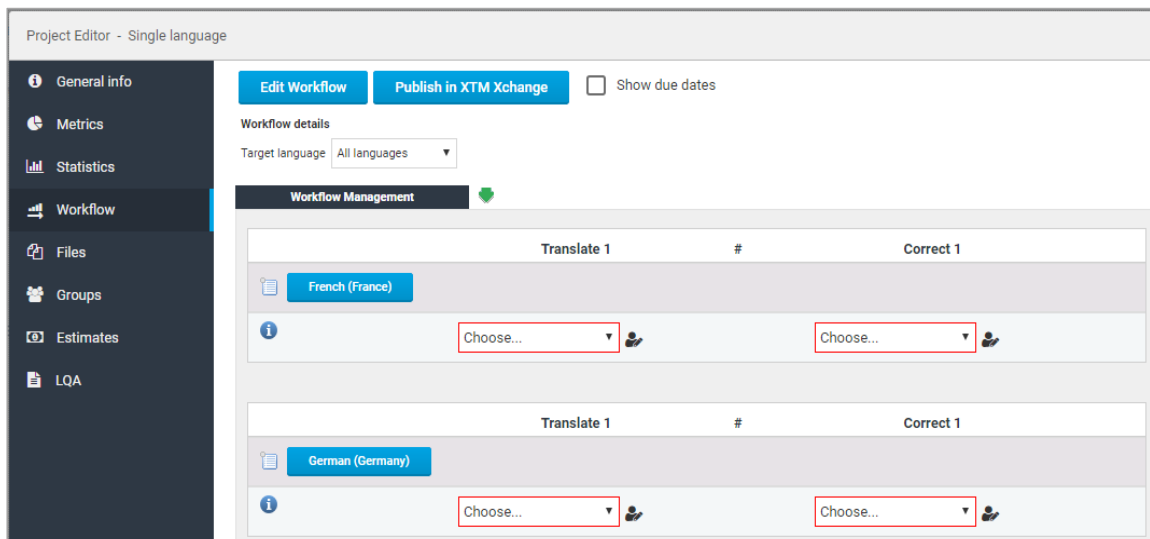 Project Editor - Single language
General info
Metrics
Statistics
Workflow
Files
Groups
Estimates
LQA
Edit Workflow Publish in XTM Xchange Show due dates
Workflow details
Target language All languages
Workflow Management
Translate 1 # Correct 1
French (France)
Choose... Choose...
Translate 1 # Correct 1
German (Germany)
Choose... Choose...